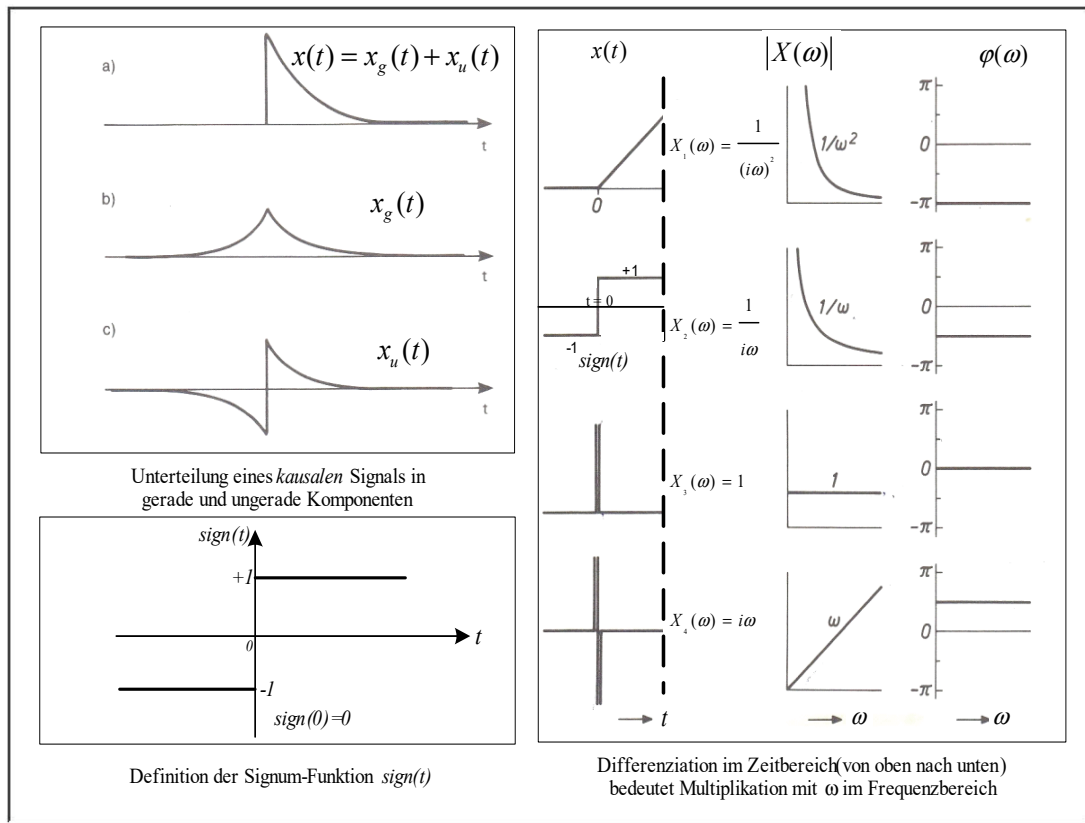 a)
x(t) = x_g(t) + x_u(t)
t
b)
x_g(t)
t
c)
x_u(t)
t
Unterteilung eines kausalen Signals in
gerade und ungerade Komponenten
sign(t)
+1
0
t
-1
sign(0)=0
Definition der Signum-Funktion sign(t)
x(t) |X(ω)| φ(ω)
0
X_1(ω) = 1/(iω)^2
1/ω²
π
0
-π
+1
t = 0
-1
sign(t)
X_2(ω) = 1/iω
1/ω
π
0
-π
X_3(ω) = 1
1
π
0
-π
X_4(ω) = iω
ω
π
0
-π
t ω ω
Differenziation im Zeitbereich(von oben nach unten)
bedeutet Multiplikation mit ω im Frequenzbereich